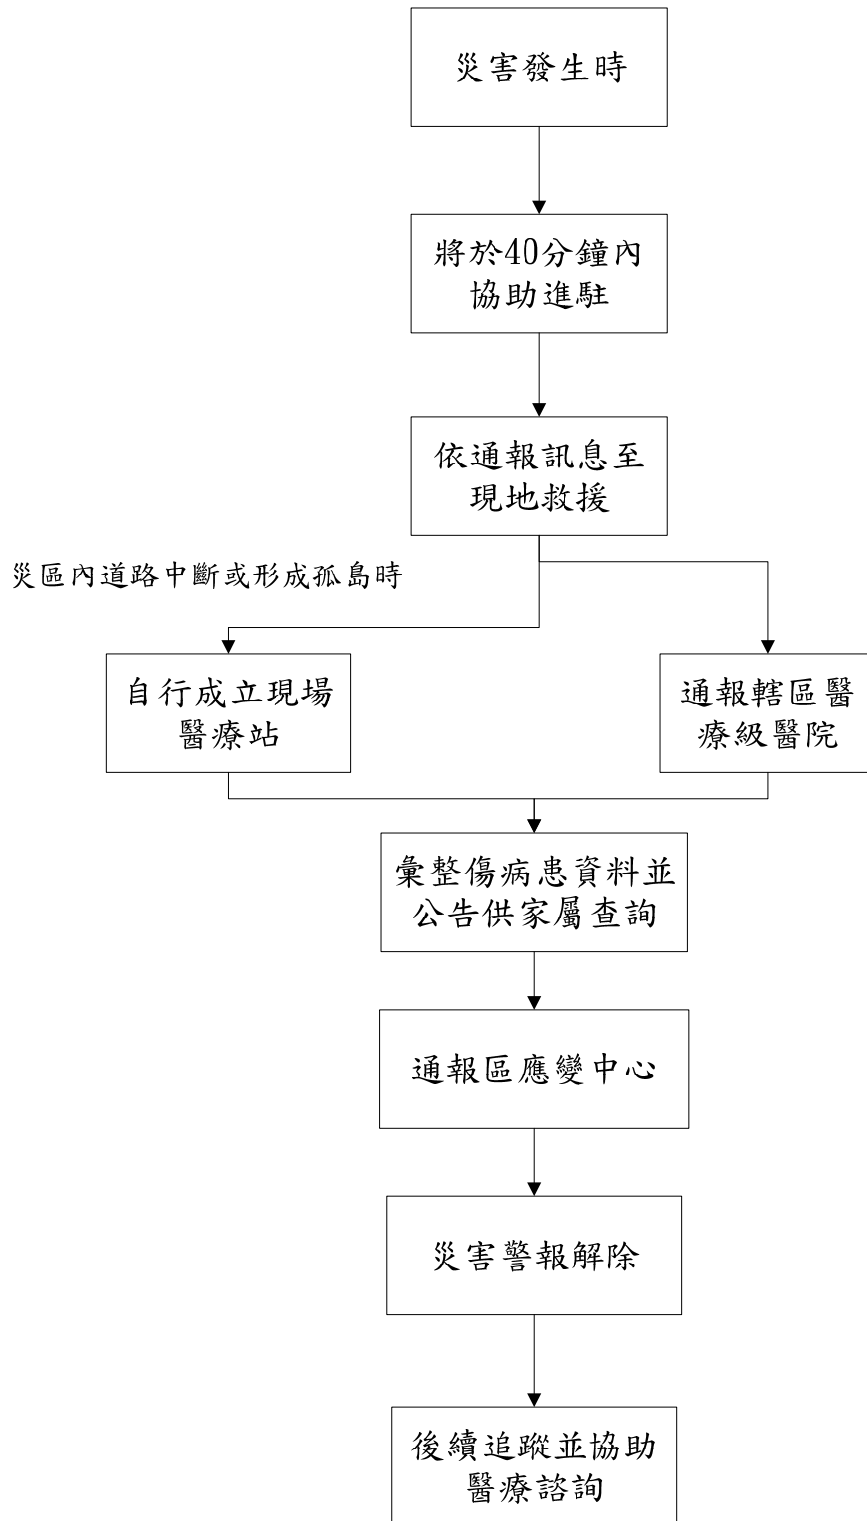 災害發生時
將於40分鐘內
協助進駐
依通報訊息至
現地救援
災區內道路中斷或形成孤島時
自行成立現場
醫療站
通報轄區醫
療級醫院
彙整傷病患資料並
公告供家屬查詢
通報區應變中心
災害警報解除
後續追蹤並協助
醫療諮詢